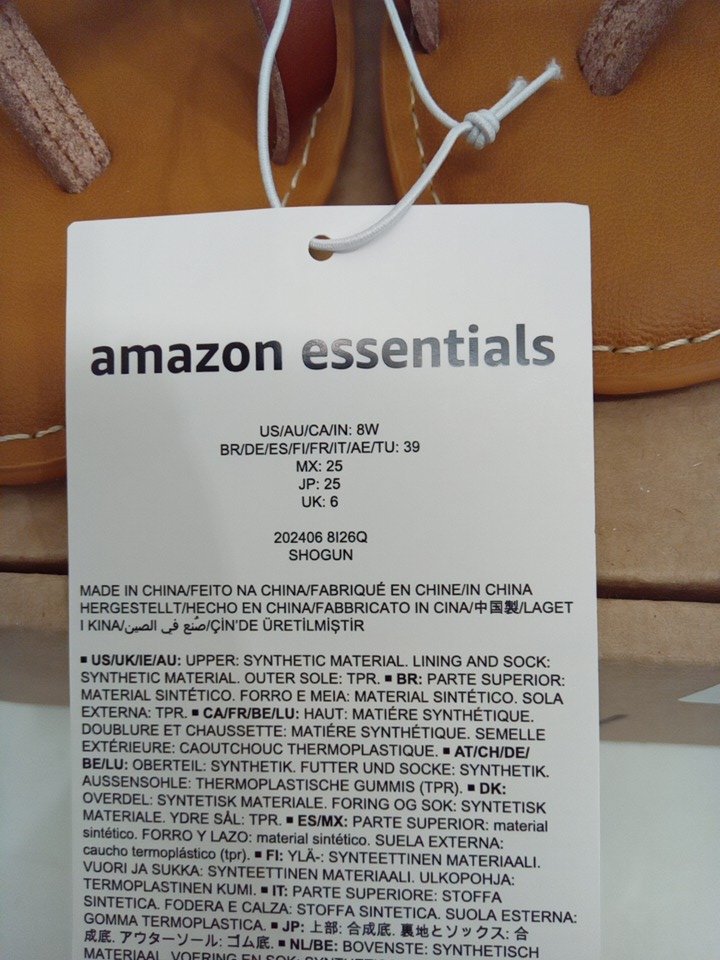 amazon essentials
US/AU/CA/IN: 8W
BR/DE/ES/FI/FR/IT/AE/TU: 39
MX: 25
JP: 25
UK: 6
202406 8I26Q
SHOGUN
MADE IN CHINA/FEITO NA CHINA/FABRIQUÉ EN CHINE/IN CHINA
HERGESTELLT/HECHO EN CHINA/FABBRICATO IN CINA/中国製/LAGET
I KINA/صُنع في الصين/ÇİN'DE ÜRETİLMİŞTİR
▪ US/UK/IE/AU: UPPER: SYNTHETIC MATERIAL. LINING AND SOCK:
SYNTHETIC MATERIAL. OUTER SOLE: TPR. ▪ BR: PARTE SUPERIOR:
MATERIAL SINTÉTICO. FORRO E MEIA: MATERIAL SINTÉTICO. SOLA
EXTERNA: TPR. ▪ CA/FR/BE/LU: HAUT: MATIÉRE SYNTHÉTIQUE.
DOUBLURE ET CHAUSSETTE: MATIÉRE SYNTHÉTIQUE. SEMELLE
EXTÉRIEURE: CAOUTCHOUC THERMOPLASTIQUE. ▪ AT/CH/DE/
BE/LU: OBERTEIL: SYNTHETIK. FUTTER UND SOCKE: SYNTHETIK.
AUSSENSOHLE: THERMOPLASTISCHE GUMMIS (TPR). ▪ DK:
OVERDEL: SYNTETISK MATERIALE. FORING OG SOK: SYNTETISK
MATERIALE. YDRE SÅL: TPR. ▪ ES/MX: PARTE SUPERIOR: material
sintético. FORRO Y LAZO: material sintético. SUELA EXTERNA:
caucho termoplástico (tpr). ▪ FI: YLÄ-: SYNTEETTINEN MATERIAALI.
VUORI JA SUKKA: SYNTEETTINEN MATERIAALI. ULKOPOHJA:
TERMOPLASTINEN KUMI. ▪ IT: PARTE SUPERIORE: STOFFA
SINTETICA. FODERA E CALZA: STOFFA SINTETICA. SUOLA ESTERNA:
GOMMA TERMOPLASTICA. ▪ JP: 上部: 合成底. 裏地とソックス: 合
成底. アウターソール: ゴム底. ▪ NL/BE: BOVENSTE: SYNTHETISCH
MATERIAAL. VOERING EN SOK: SYNTHETISCH